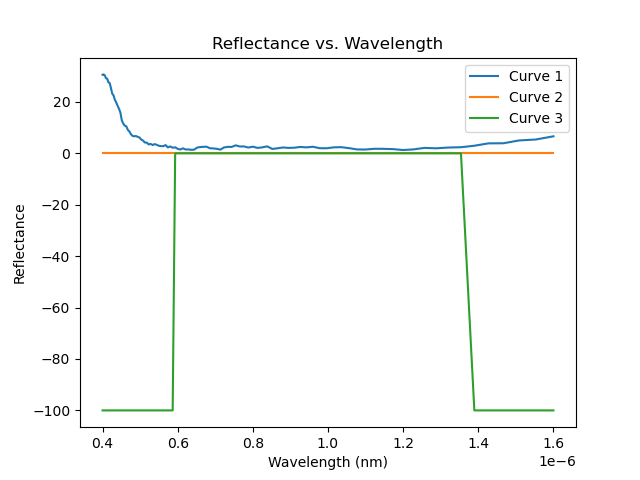 Reflectance vs. Wavelength
Curve 1
Curve 2
Curve 3
20
0
−20
−40
−60
−80
−100
Reflectance
0.4 0.6 0.8 1.0 1.2 1.4 1.6
1e−6
Wavelength (nm)